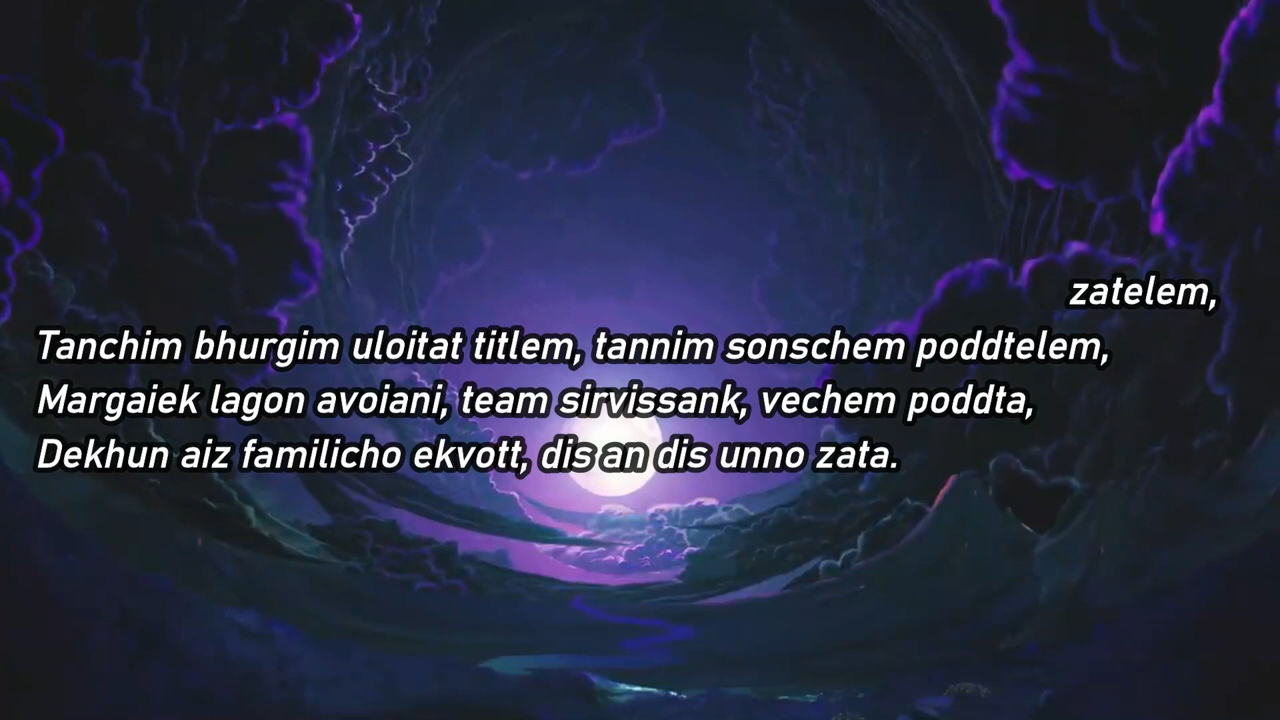 zatelem,
Tanchim bhurgim uloitat titlem, tannim sonschem poddtelem,
Margaiek lagon avoiani, team sirvissank, vechem poddta,
Dekhun aiz familicho ekvott, dis an dis unno zata.